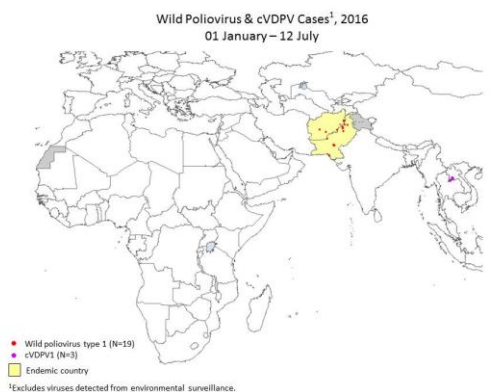 Wild Poliovirus & cVDPV Cases¹, 2016
01 January – 12 July
Wild poliovirus type 1 (N=19)
cVDPV1 (N=3)
Endemic country
¹Excludes viruses detected from environmental surveillance.